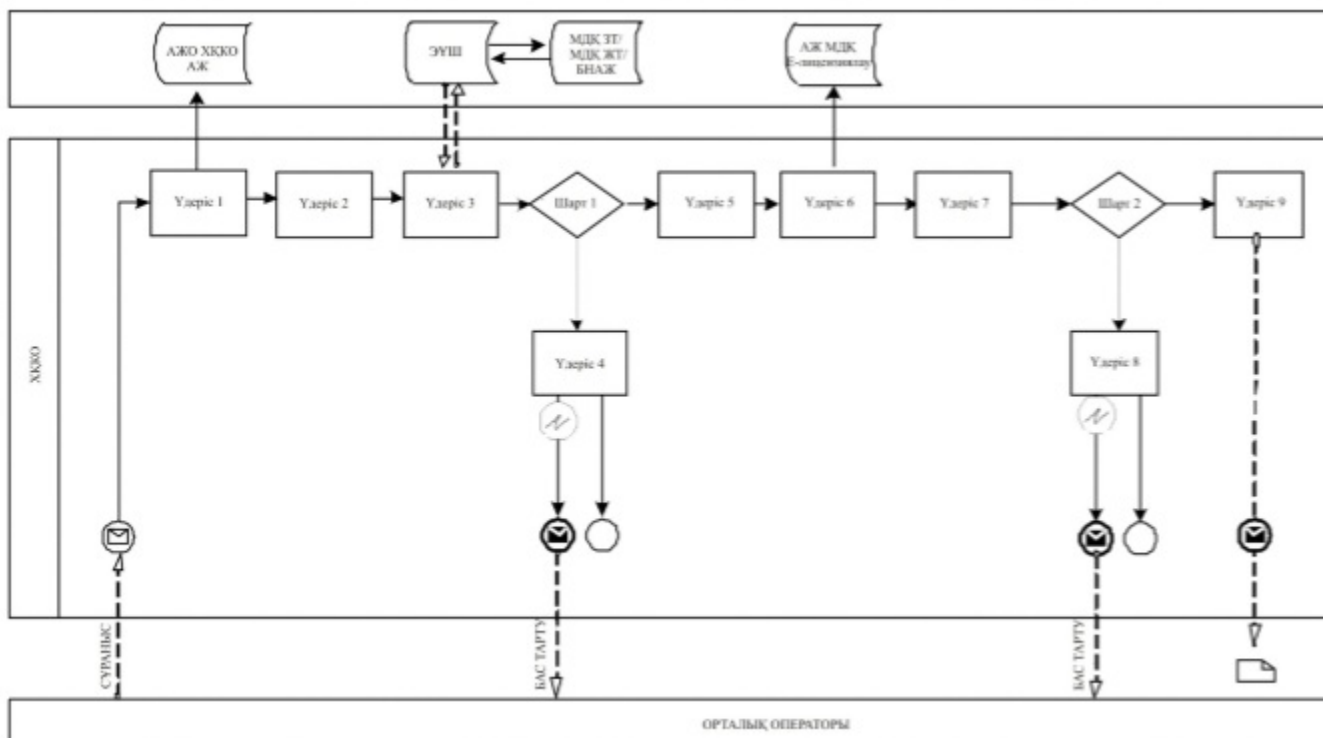 АЖО ХҚКО
АЖ
ЭҮШ
МДҚ ЗТ/
МДҚ ЖТ/
БНАЖ
АЖ МДҚ
Е-лицензиялау
ХҚКО
Үдеріс 1
Үдеріс 2
Үдеріс 3
Шарт 1
Үдеріс 5
Үдеріс 6
Үдеріс 7
Шарт 2
Үдеріс 9
Үдеріс 4
Үдеріс 8
СҰРАНЫС
БАС ТАРТУ
БАС ТАРТУ
ОРТАЛЫҚ ОПЕРАТОРЫ